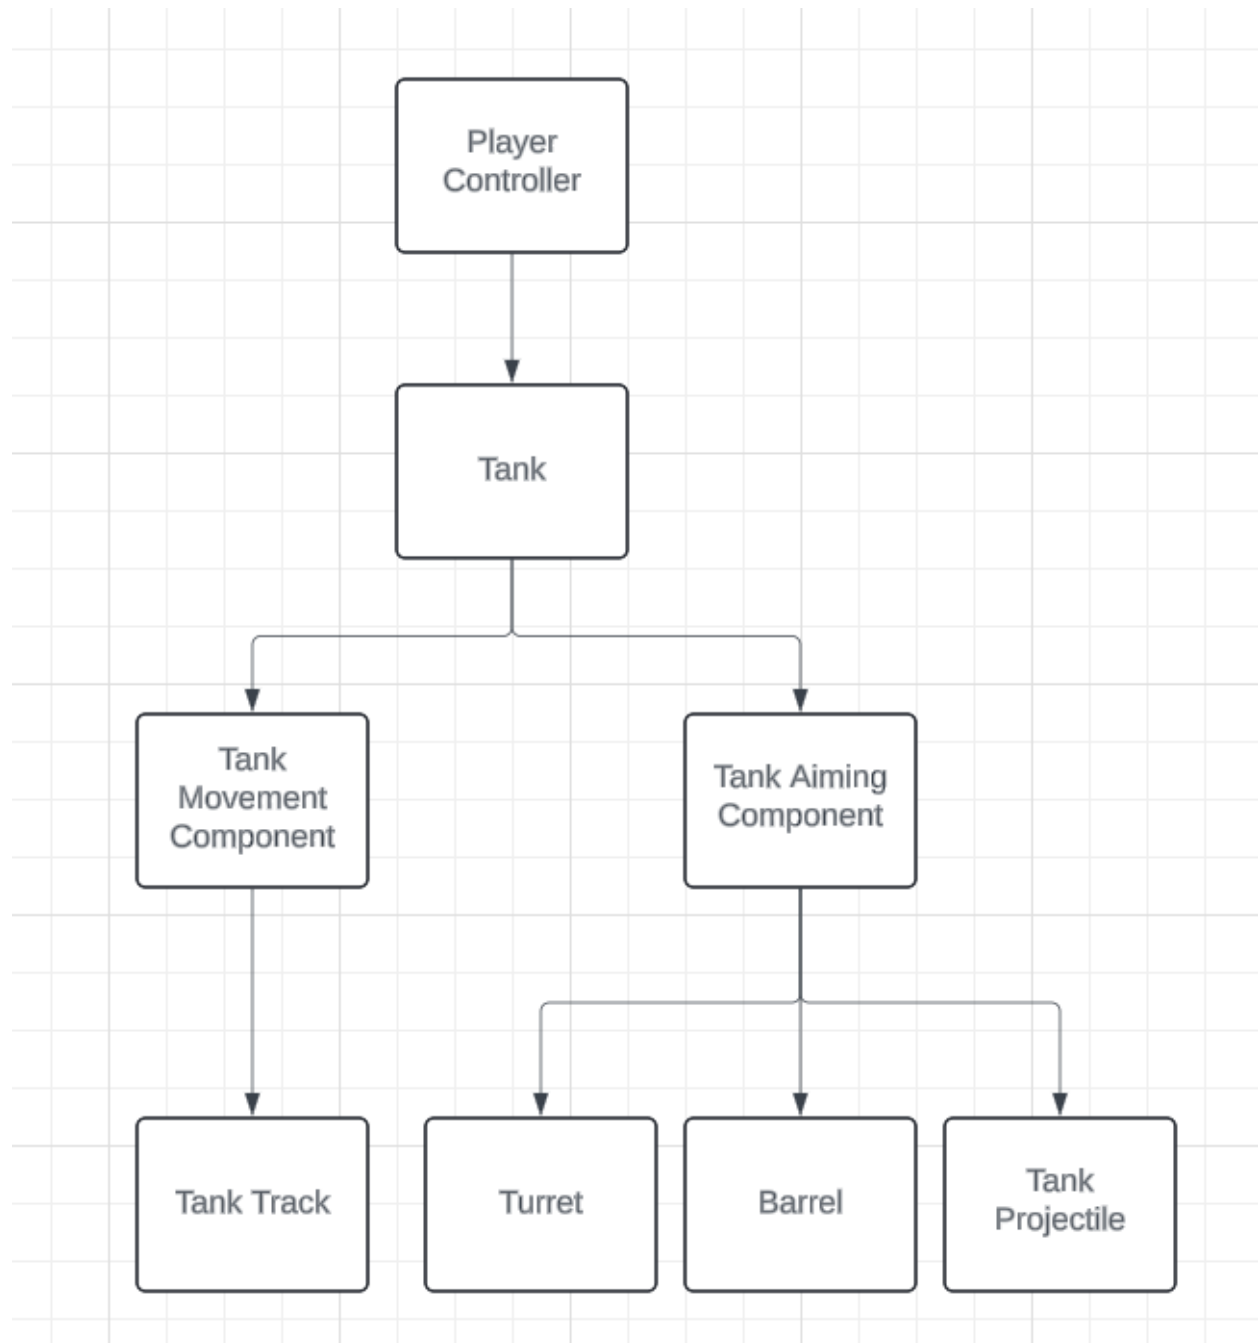 Player
Controller
Tank
Tank
Movement
Component
Tank Aiming
Component
Tank Track
Turret
Barrel
Tank
Projectile